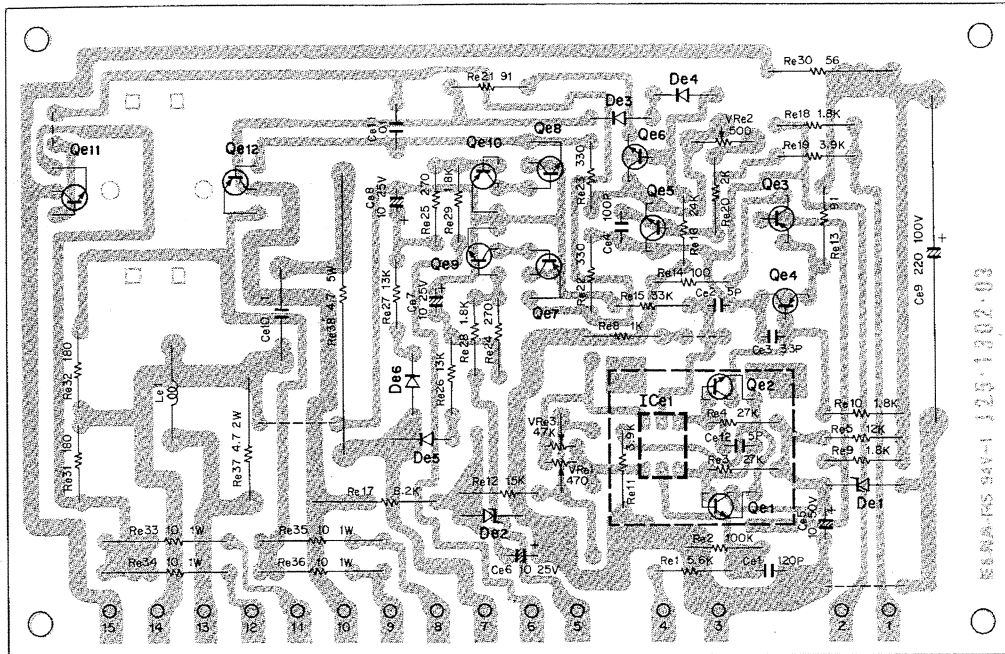 Re30 56
Re21 91
De4
De3
Re18 1.8K
VRe2
500
Re19 3.9K
Qe11
Qe12
Ce11
0.1
Qe10
Qe8
Qe6
Re23 330
Ce8
10 25V
Re25 270
Re29 1.8K
Ce4 100P
Qe5
Re16 24K
Re20 2K
Qe3
Re13 91
Ce9 220 100V
Qe9
Qe7
Re22 330
Re14 100
Qe4
Re38 4.7 5W
Re27 13K
Ce7
10 25V
Re28 1.8K
Re24 270
Re15 33K
Ce2 5P
Re8 1K
Ce3 33P
Ce10 0.1
Re32 180
Le1
De6
Re26 13K
Qe2
ICe1
Re10 1.8K
Re4 27K
Re5 12K
VRe3
47K
Ce12 5P
Re31 180
Re37 4.7 2W
De5
Re11 3.9K
Re9 1.8K
VRe1
470
Re3 27K
Re12 15K
Re17 8.2K
De1
Qe1
De2
Ce5
10 50V
Re33 10 1W
Re35 10 1W
Re2 100K
Ce6 10 25V
Re34 10 1W
Re36 10 1W
Re1 5.6K
Ce1 120P
15 14 13 12 11 10 9 8 7 6 5 4 3 2 1